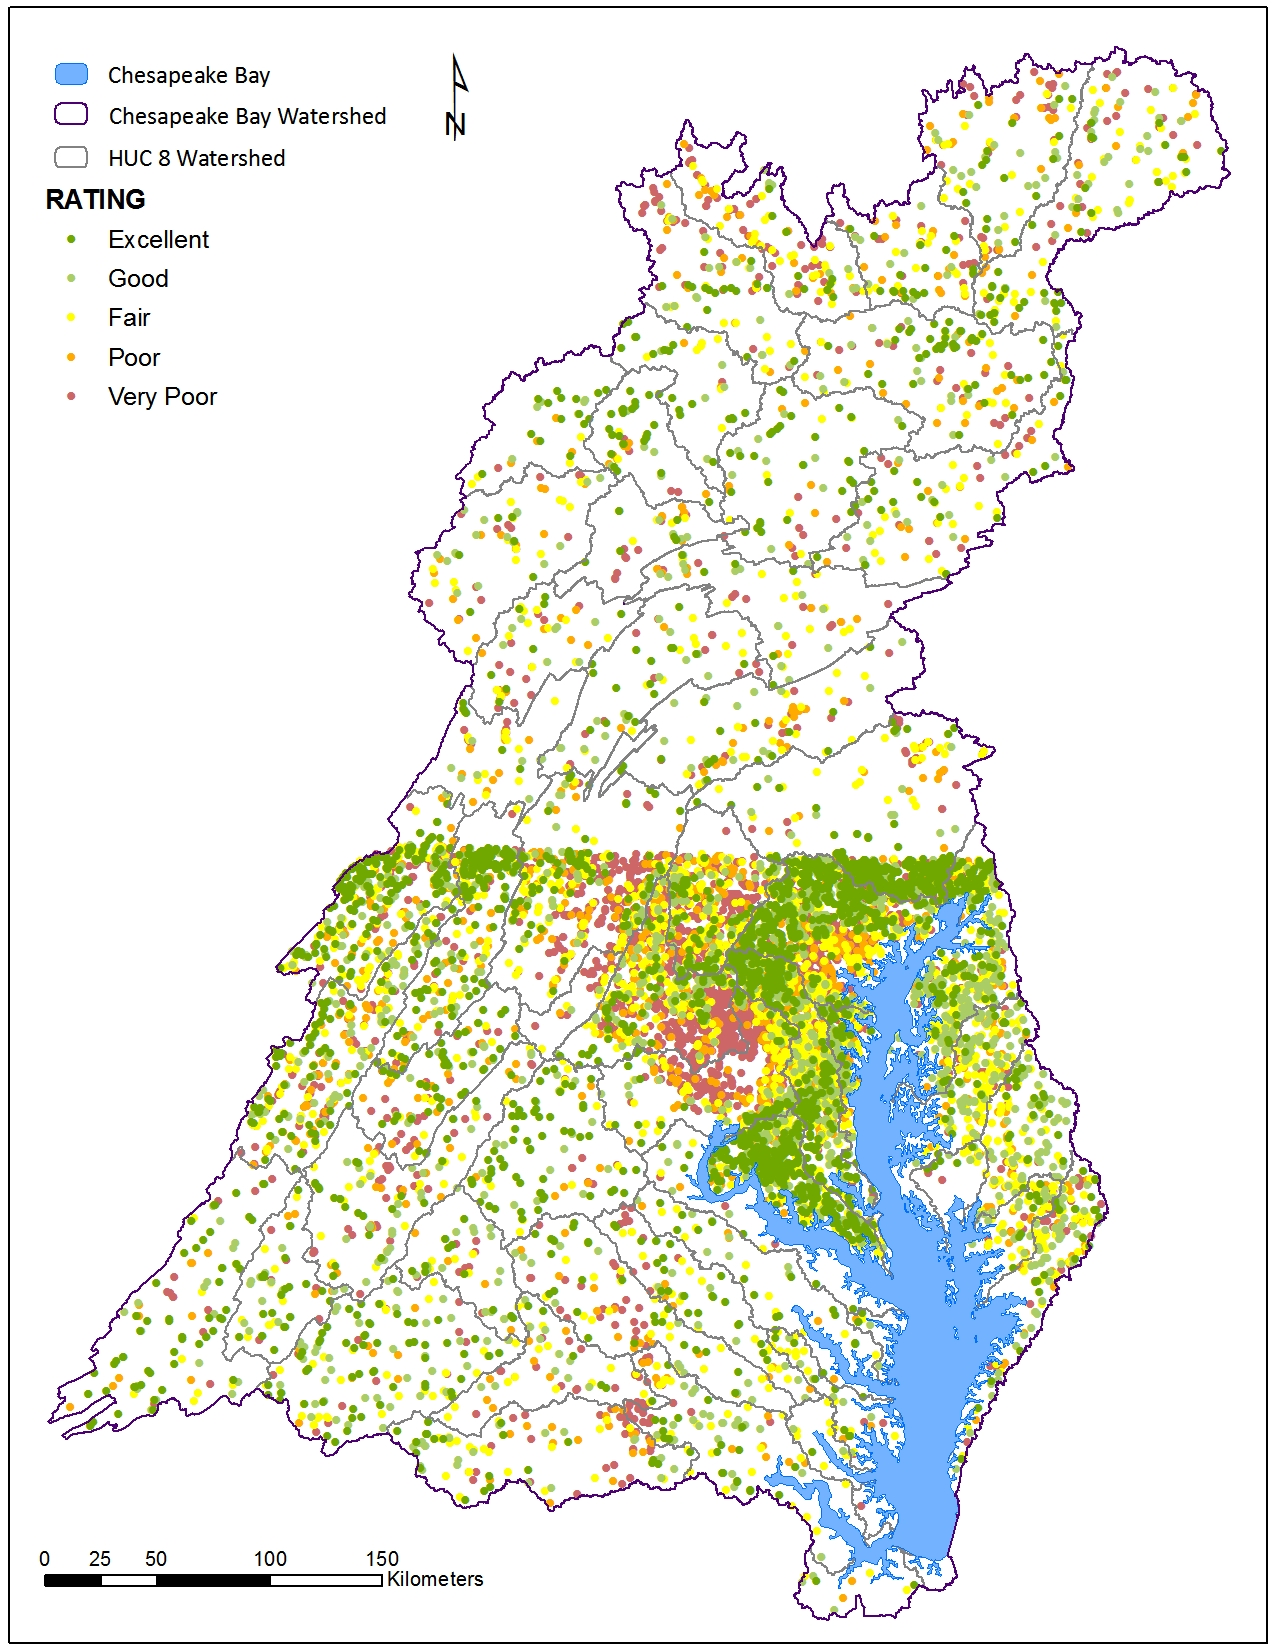 Chesapeake Bay
Chesapeake Bay Watershed
HUC 8 Watershed
N
RATING
Excellent
Good
Fair
Poor
Very Poor
0 25 50 100 150
Kilometers